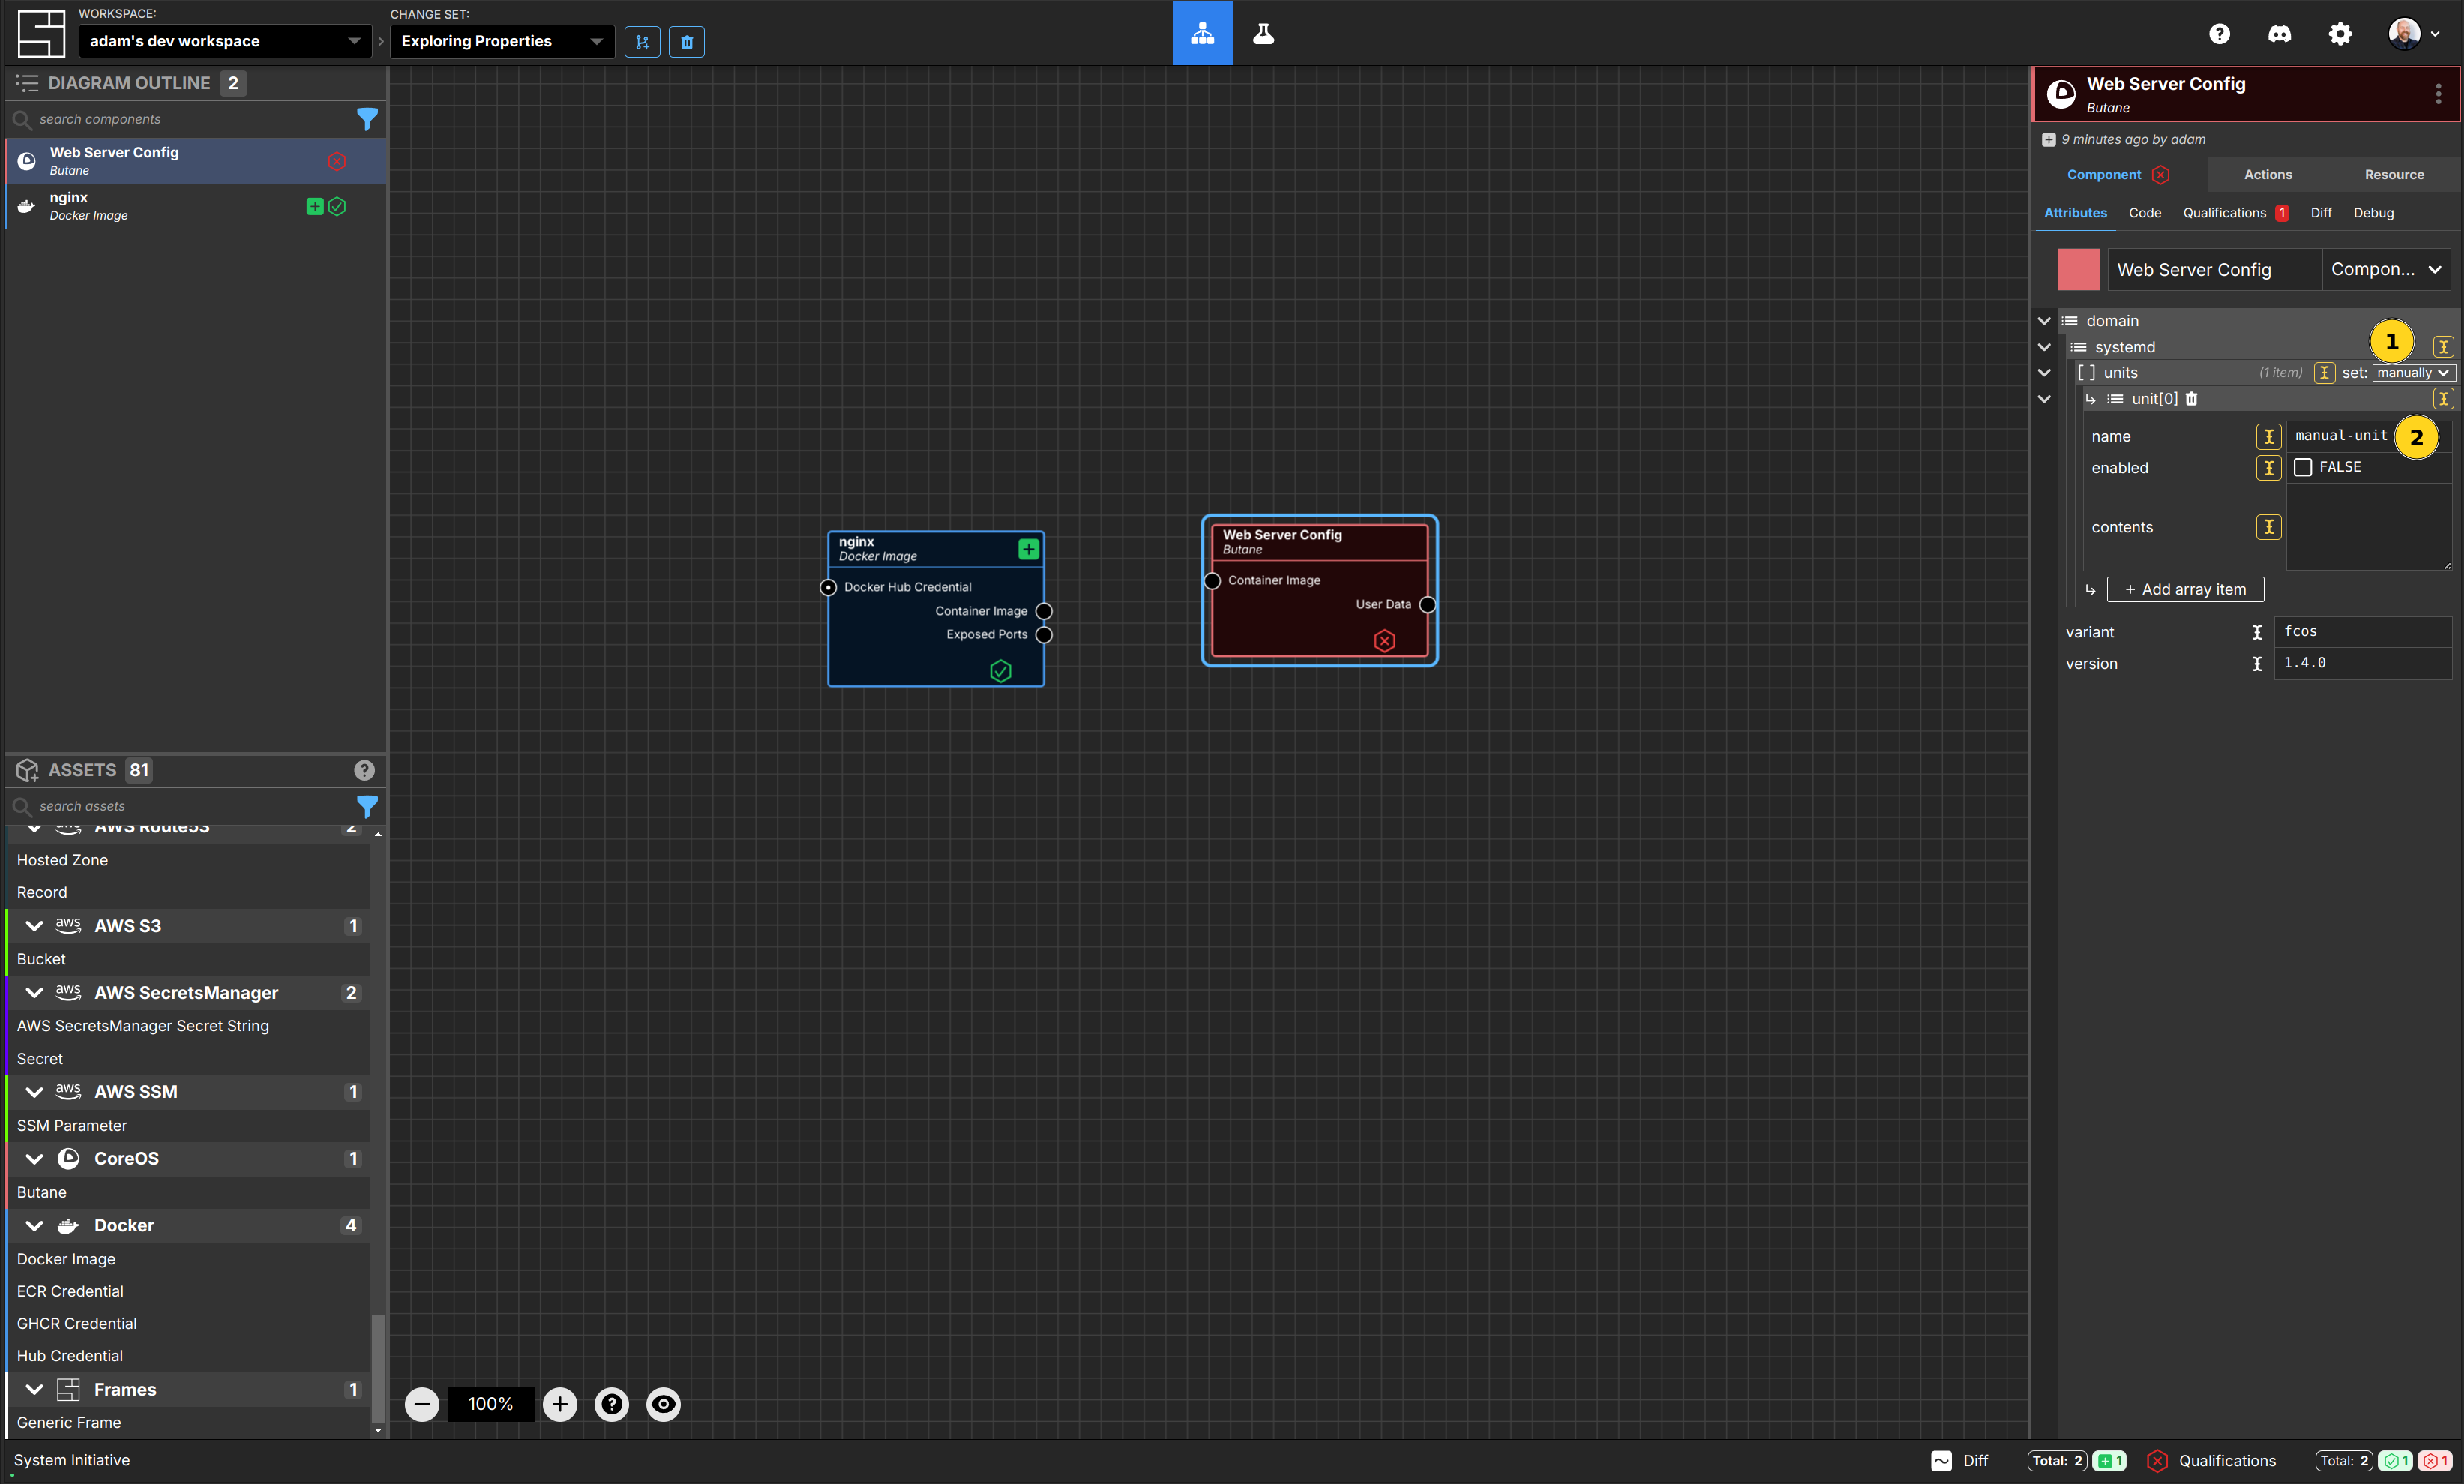 WORKSPACE:
adam's dev workspace
CHANGE SET:
Exploring Properties
DIAGRAM OUTLINE 2
search components
Web Server Config
Butane
nginx
Docker Image
ASSETS 81
search assets
AWS Route53 2
Hosted Zone
Record
aws AWS S3 1
Bucket
aws AWS SecretsManager 2
AWS SecretsManager Secret String
Secret
aws AWS SSM 1
SSM Parameter
CoreOS 1
Butane
Docker 4
Docker Image
ECR Credential
GHCR Credential
Hub Credential
Frames 1
Generic Frame
nginx
Docker Image
Docker Hub Credential
Container Image
Exposed Ports
Web Server Config
Butane
Container Image
User Data
100%
Web Server Config
Butane
9 minutes ago by adam
Component Actions Resource
Attributes Code Qualifications 1 Diff Debug
Web Server Config Compon...
domain
systemd 1
[ ] units (1 item) set: manually
unit[0]
name manual-unit 2
enabled FALSE
contents
+ Add array item
variant fcos
version 1.4.0
System Initiative
Diff Total: 2 1 Qualifications Total: 2 1 1